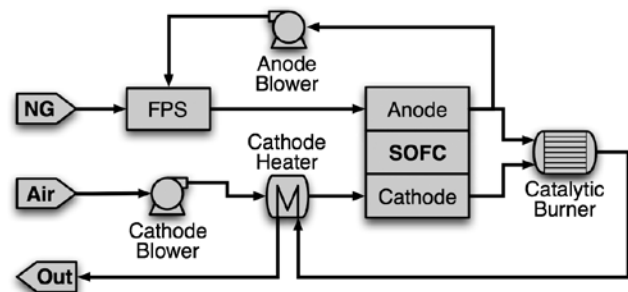 Anode
Blower
NG
FPS
Anode
Cathode
Heater
SOFC
Air
Cathode
Catalytic
Burner
Cathode
Blower
Out